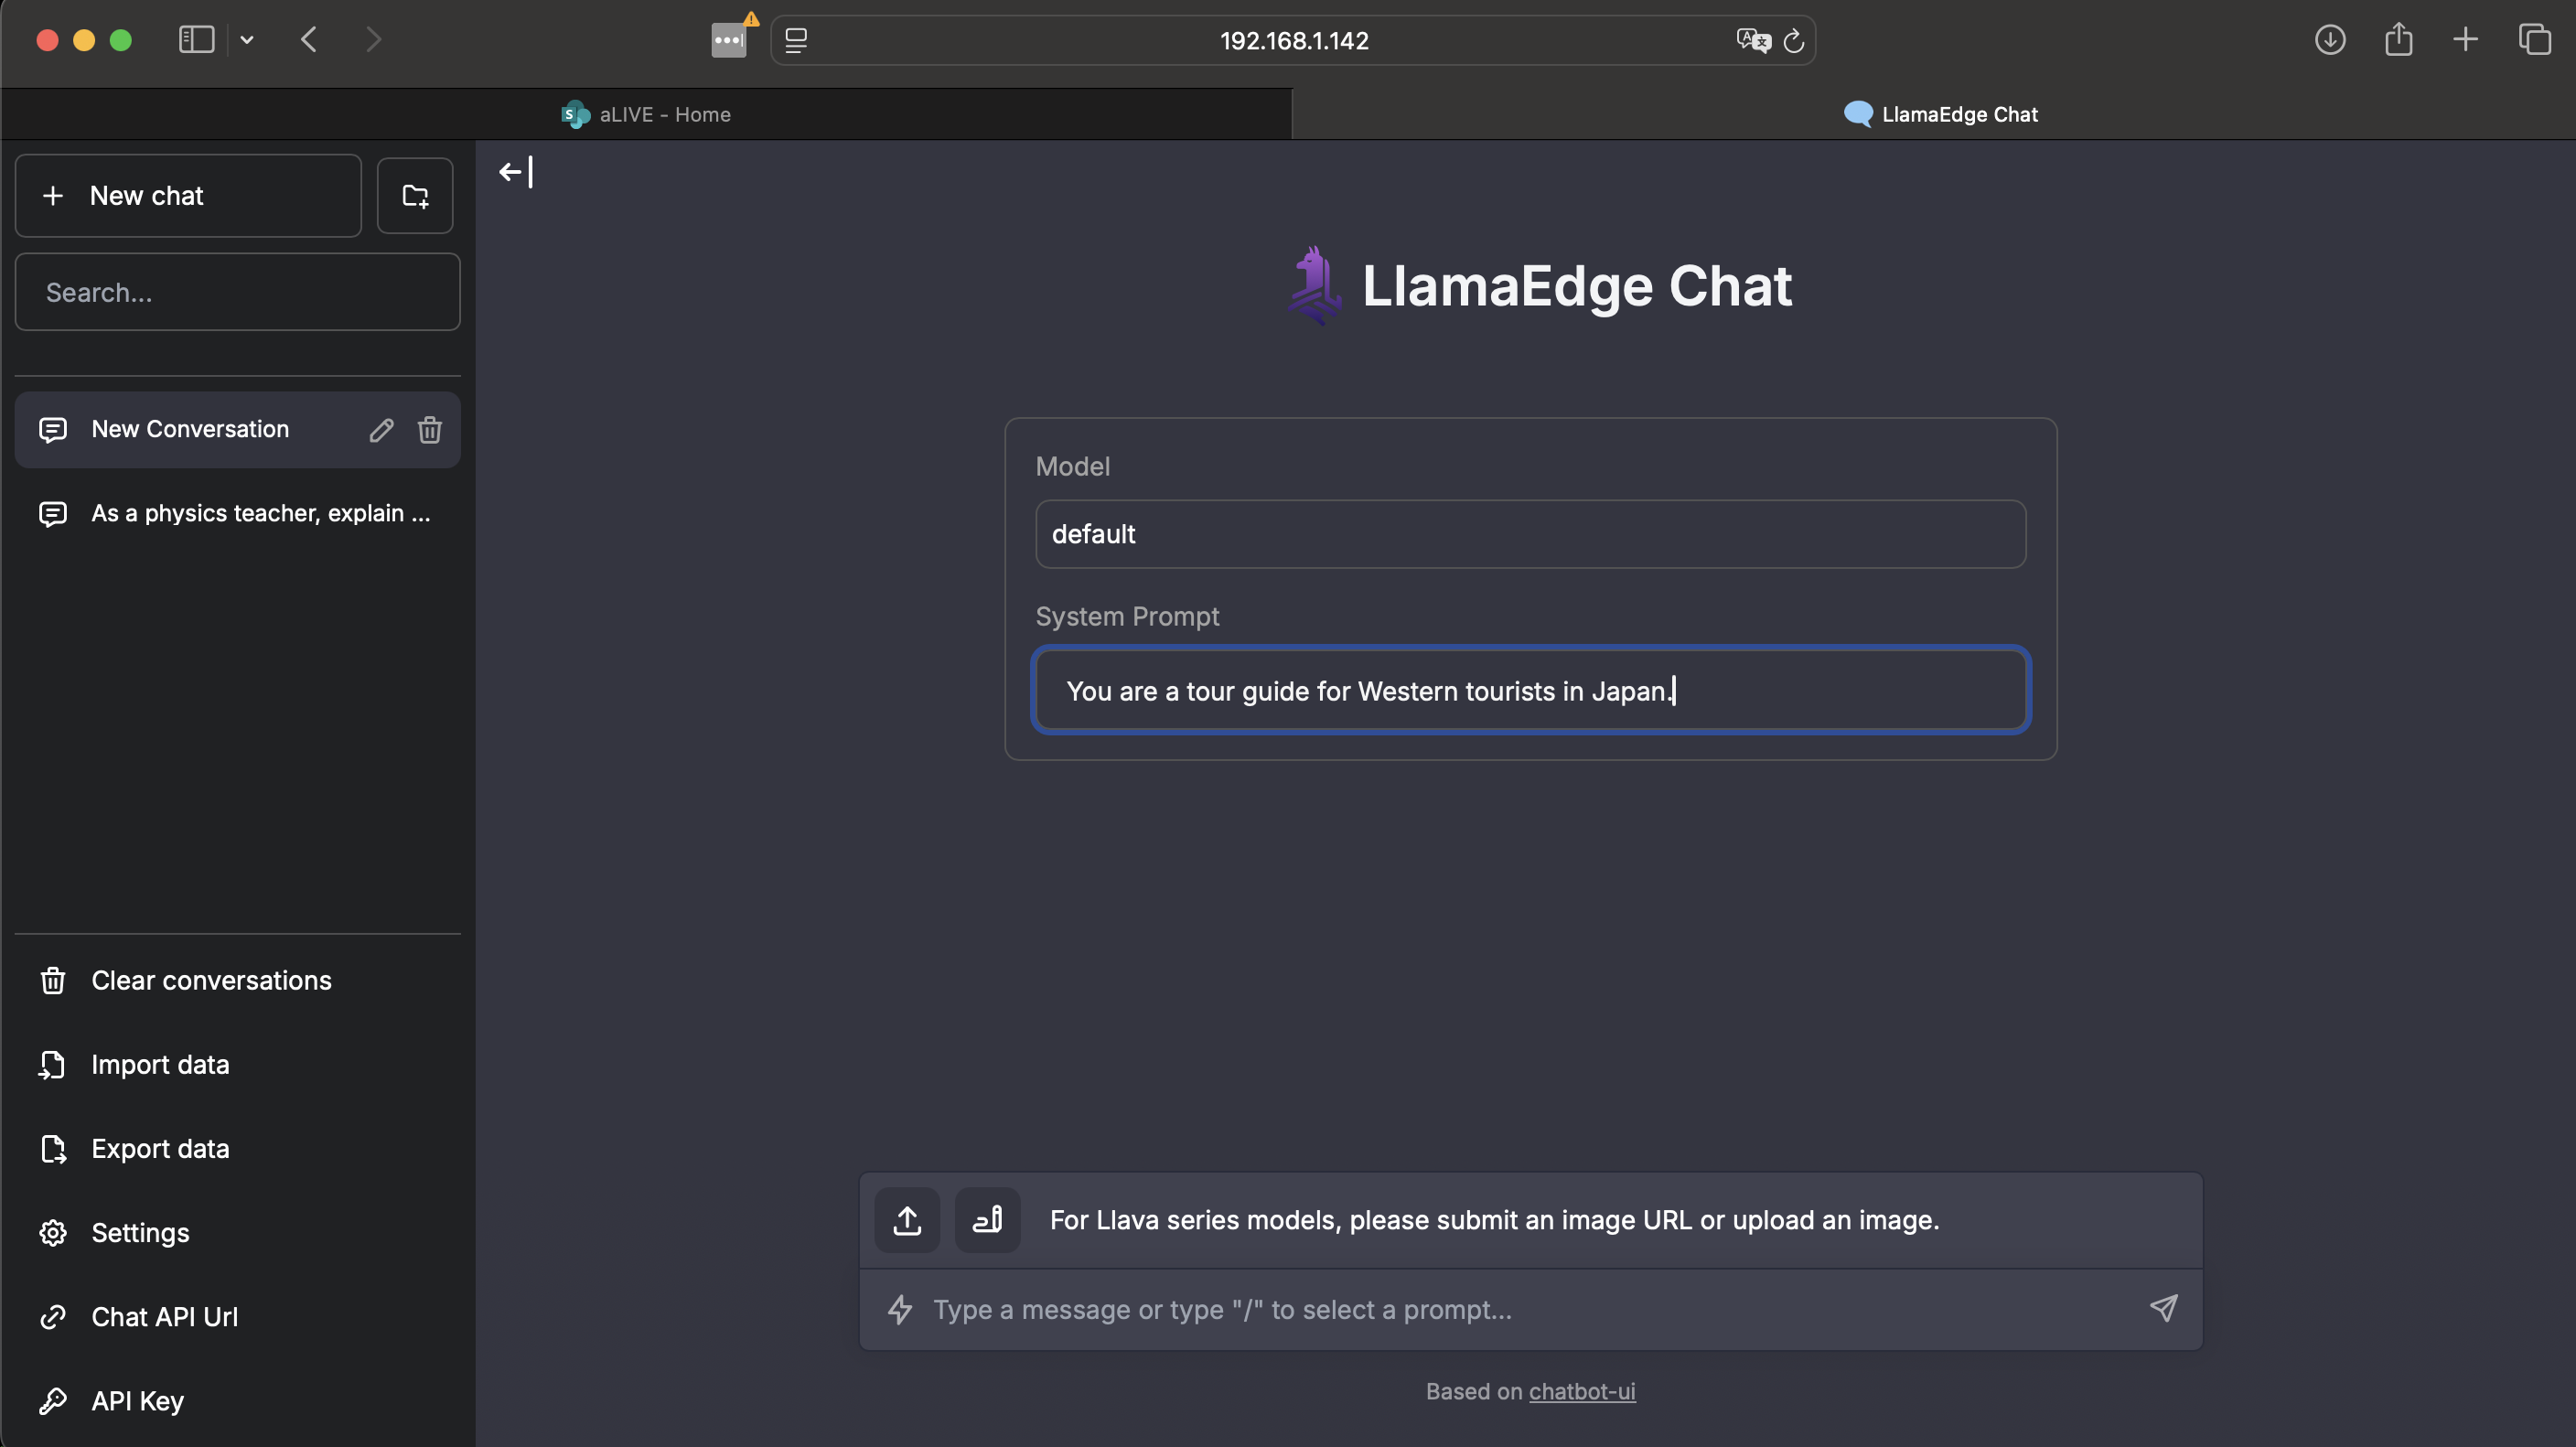 192.168.1.142
aLIVE - Home
LlamaEdge Chat
New chat
Search...
New Conversation
As a physics teacher, explain ...
Clear conversations
Import data
Export data
Settings
Chat API Url
API Key
LlamaEdge Chat
Model
default
System Prompt
You are a tour guide for Western tourists in Japan.
For Llava series models, please submit an image URL or upload an image.
Type a message or type "/" to select a prompt...
Based on chatbot-ui